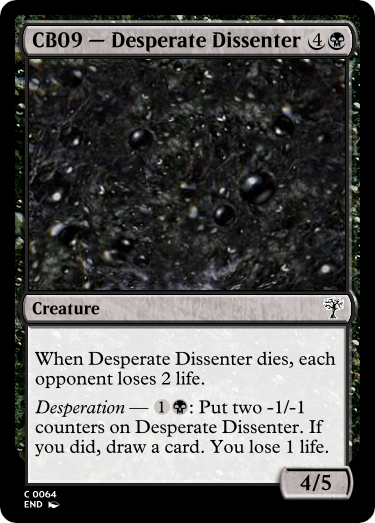 CB09 — Desperate Dissenter 4
Creature
When Desperate Dissenter dies, each
opponent loses 2 life.
Desperation — 1 : Put two -1/-1
counters on Desperate Dissenter. If
you did, draw a card. You lose 1 life.
4/5
C 0064
END